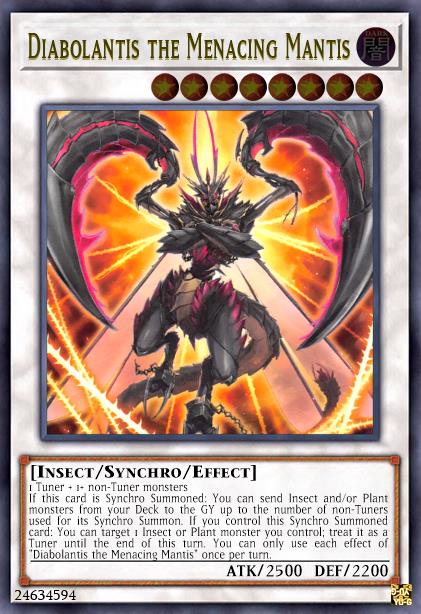 DIABOLANTIS THE MENACING MANTIS
DARK
闇
[INSECT/SYNCHRO/EFFECT]
1 Tuner + 1+ non-Tuner monsters
If this card is Synchro Summoned: You can send Insect and/or Plant
monsters from your Deck to the GY up to the number of non-Tuners
used for its Synchro Summon. If you control this Synchro Summoned
card: You can target 1 Insect or Plant monster you control; treat it as a
Tuner until the end of this turn. You can only use each effect of
"Diabolantis the Menacing Mantis" once per turn.
ATK/2500 DEF/2200
24634594